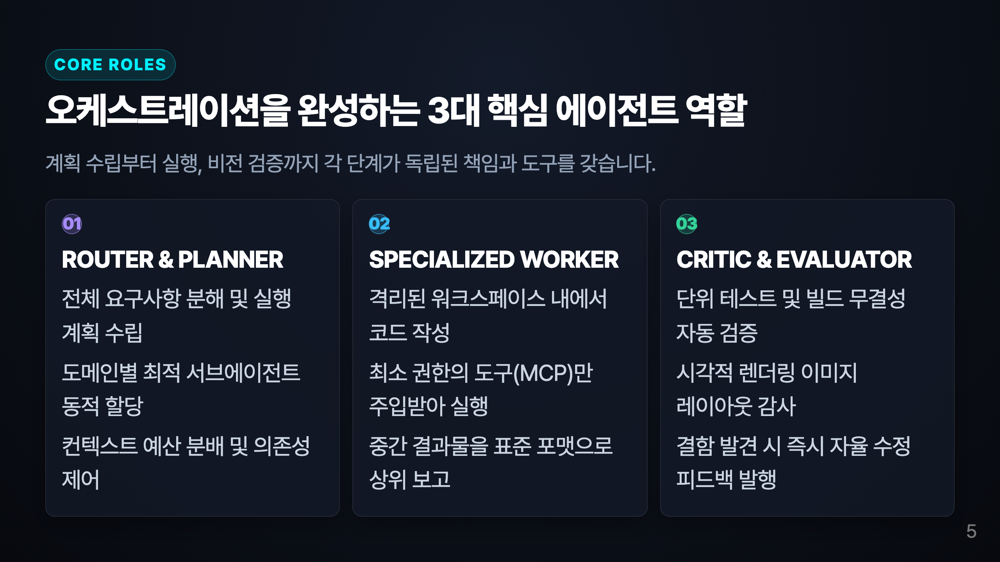 CORE ROLES
오케스트레이션을 완성하는 3대 핵심 에이전트 역할
계획 수립부터 실행, 비전 검증까지 각 단계가 독립된 책임과 도구를 갖습니다.
01
ROUTER & PLANNER
전체 요구사항 분해 및 실행
계획 수립
도메인별 최적 서브에이전트
동적 할당
컨텍스트 예산 분배 및 의존성
제어
02
SPECIALIZED WORKER
격리된 워크스페이스 내에서
코드 작성
최소 권한의 도구(MCP)만
주입받아 실행
중간 결과물을 표준 포맷으로
상위 보고
03
CRITIC & EVALUATOR
단위 테스트 및 빌드 무결성
자동 검증
시각적 렌더링 이미지
레이아웃 감사
결함 발견 시 즉시 자율 수정
피드백 발행
5